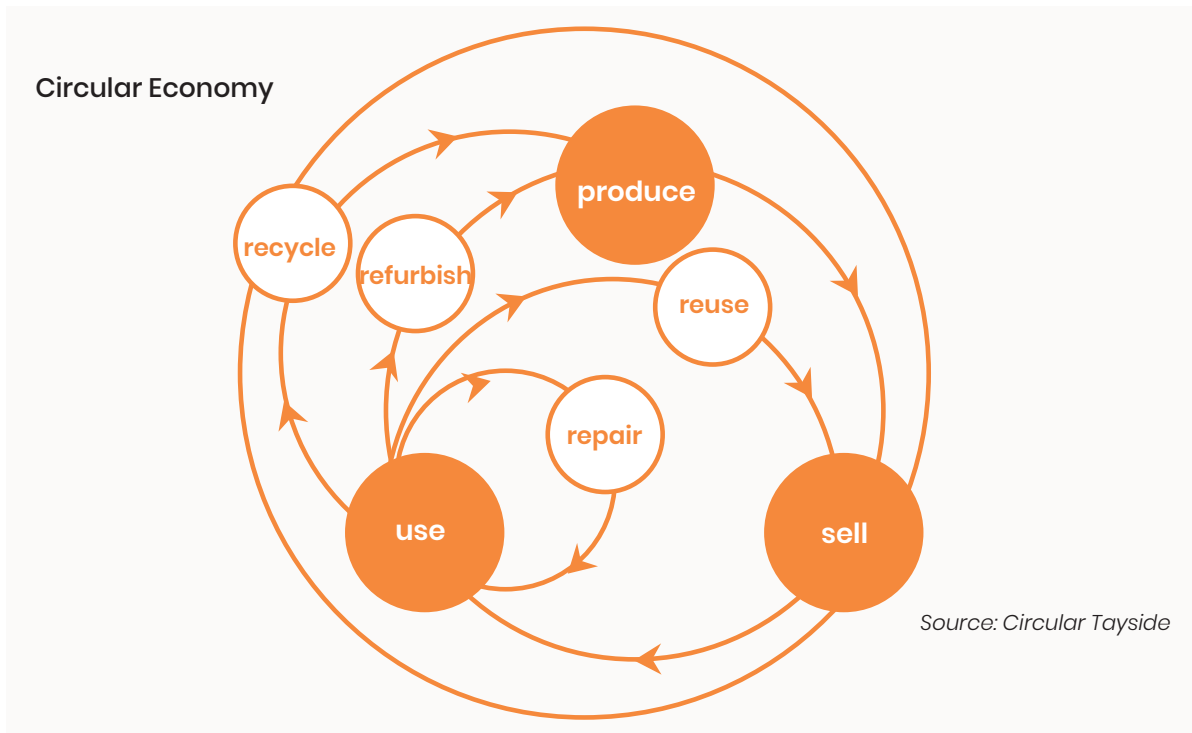 Circular Economy
produce
recycle
refurbish
reuse
repair
use
sell
Source: Circular Tayside